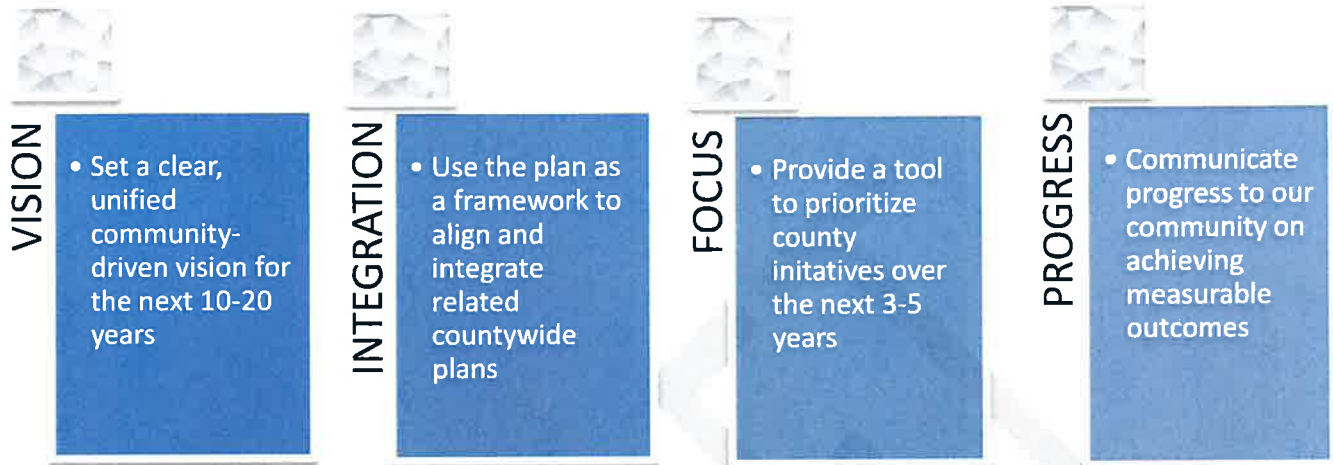 VISION
• Set a clear,
unified
community-
driven vision for
the next 10-20
years
INTEGRATION
• Use the plan as
a framework to
align and
integrate
related
countywide
plans
FOCUS
• Provide a tool
to prioritize
county
initatives over
the next 3-5
years
PROGRESS
• Communicate
progress to our
community on
achieving
measurable
outcomes